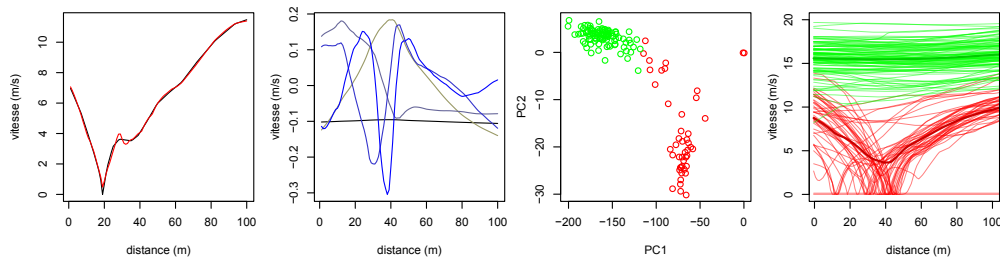 0 2 4 6 8 10
vitesse (m/s)
0 20 40 60 80 100
distance (m)
-0.3 -0.2 -0.1 0.0 0.1 0.2
vitesse (m/s)
0 20 40 60 80 100
distance (m)
-30 -20 -10 0
PC2
-200 -150 -100 -50 0
PC1
0 5 10 15 20
vitesse (m/s)
0 20 40 60 80 100
distance (m)